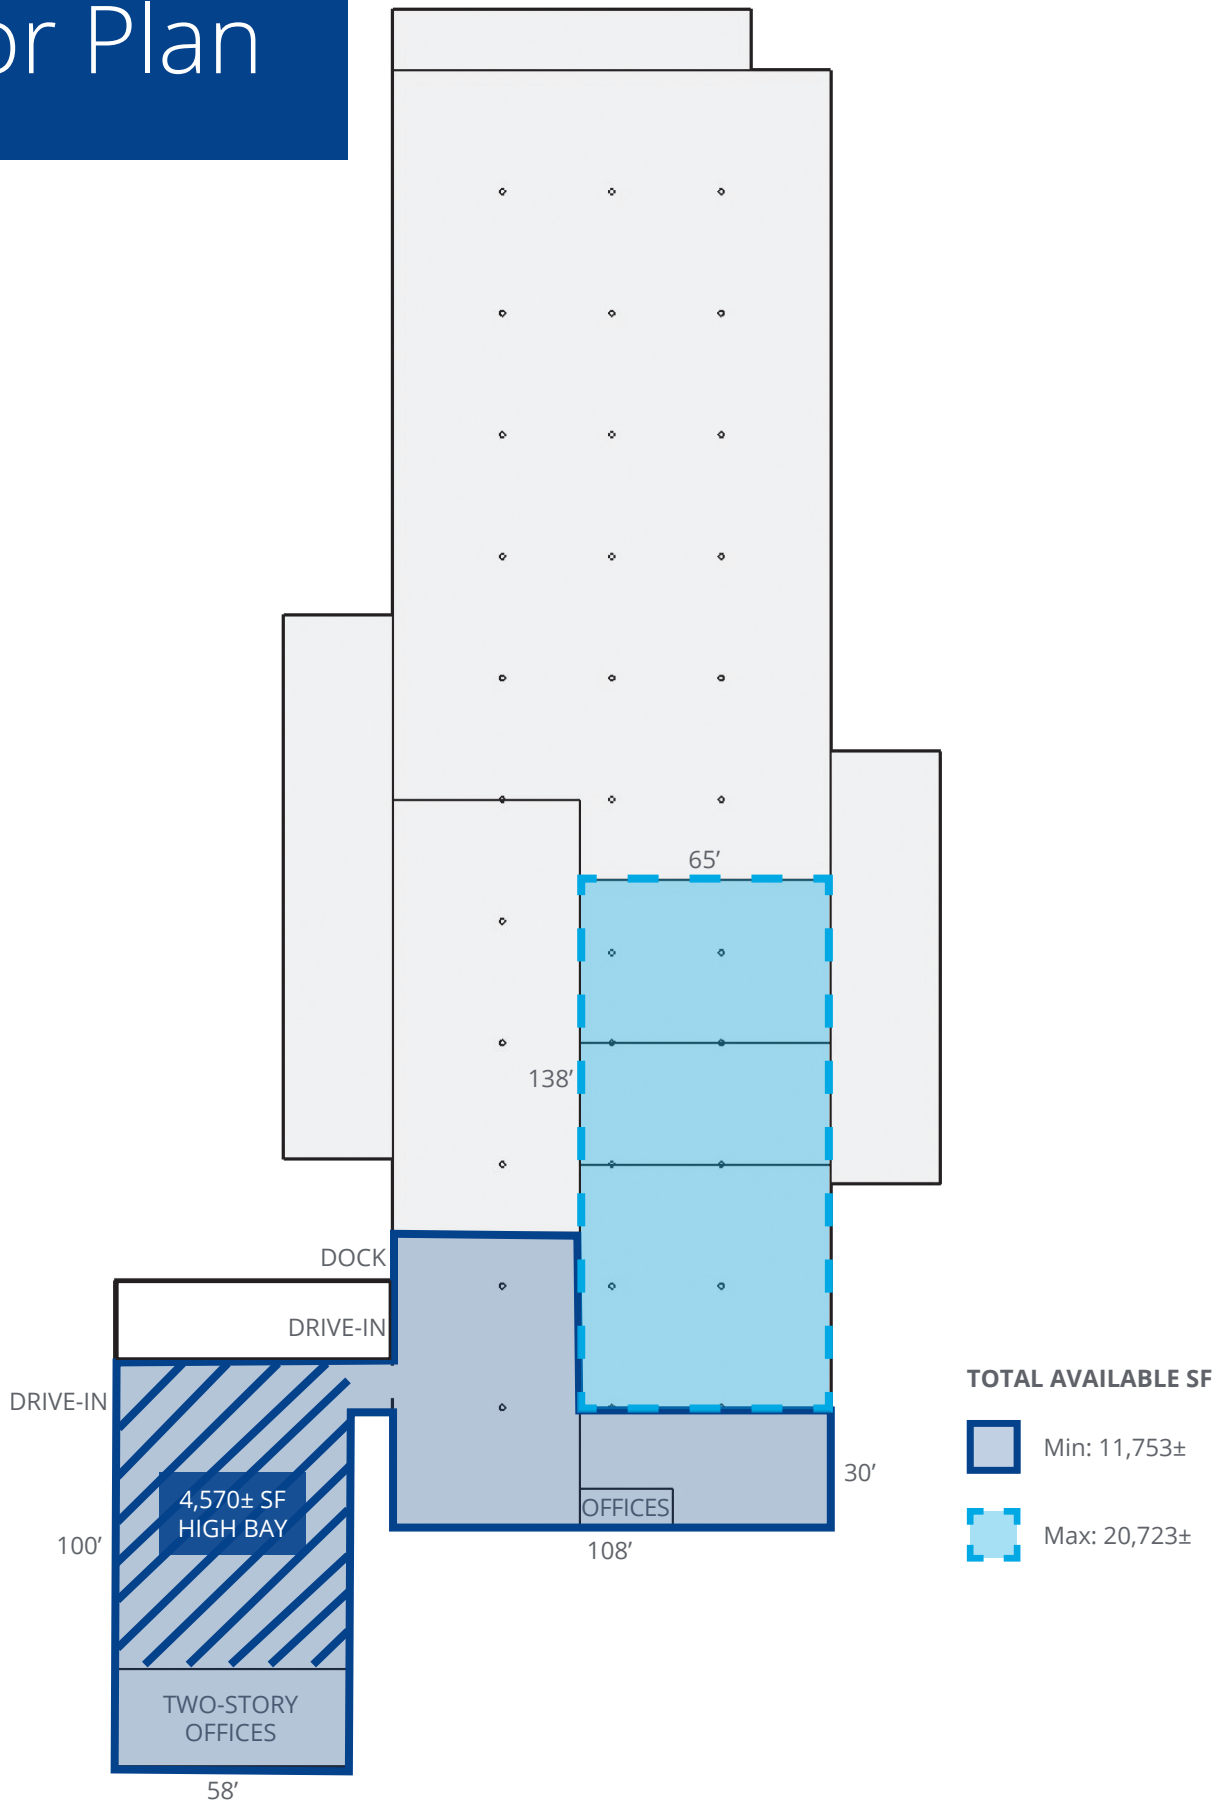 or Plan
65’
138’
DOCK
DRIVE-IN
DRIVE-IN
TOTAL AVAILABLE SF
Min: 11,753±
30’
4,570± SF
HIGH BAY
OFFICES
Max: 20,723±
100’
108’
TWO-STORY
OFFICES
58’